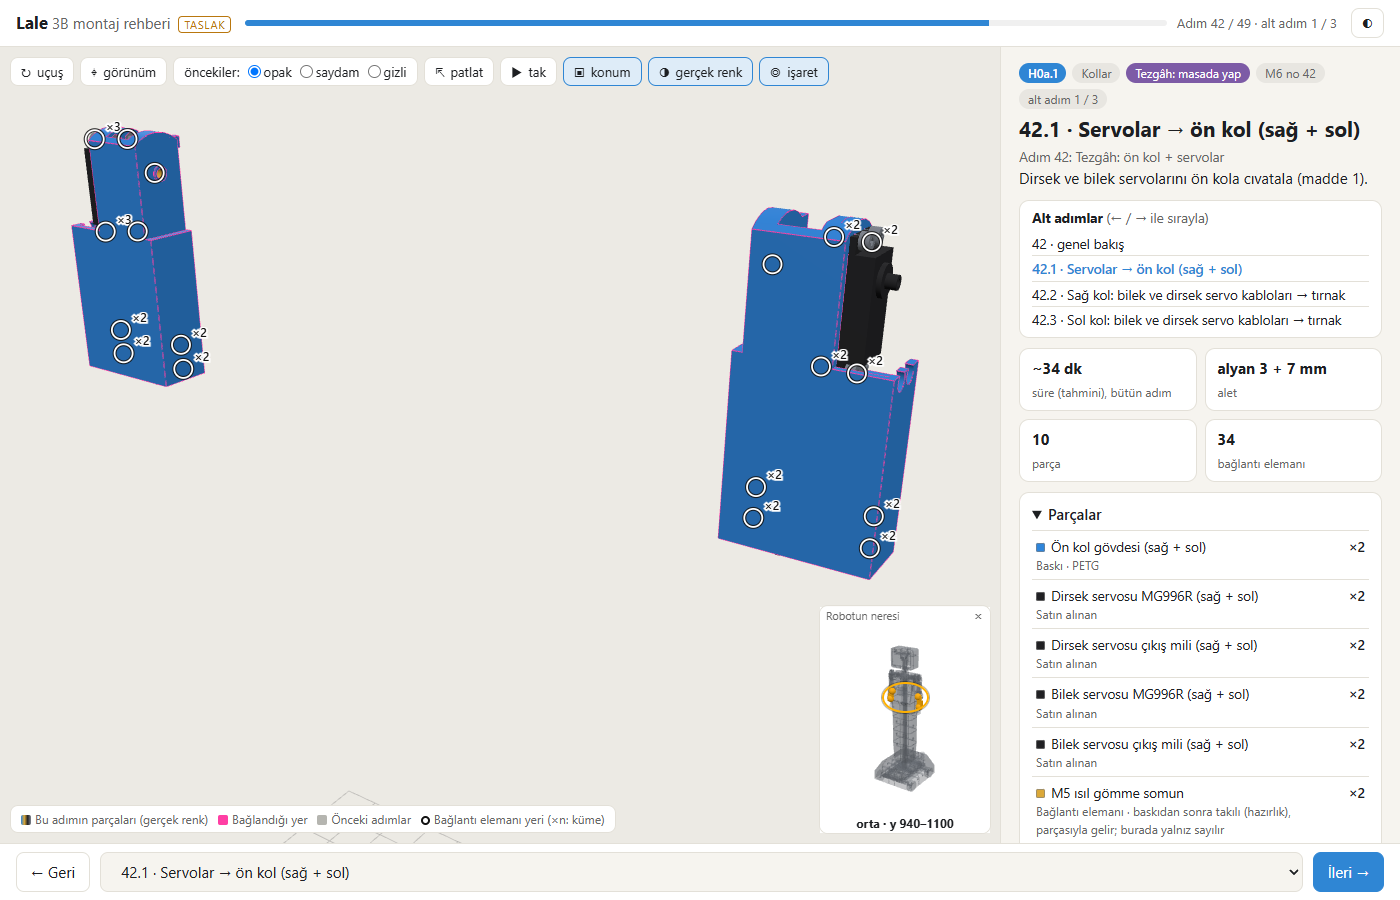 Lale 3B montaj rehberi TASLAK
Adım 42 / 49 · alt adım 1 / 3
↻ uçuş
⌖ görünüm
öncekiler: opak saydam gizli
⇱ patlat
▶ tak
▣ konum
◑ gerçek renk
◎ işaret
×3
×3
×2
×2
×2
×2
×2
×2
×2
×2
×2
×2
×2
×2
Robotun neresi ×
orta · y 940–1100
Bu adımın parçaları (gerçek renk)
Bağlandığı yer
Önceki adımlar
Bağlantı elemanı yeri (×n: küme)
H0a.1
Kollar
Tezgâh: masada yap
M6 no 42
alt adım 1 / 3
42.1 · Servolar → ön kol (sağ + sol)
Adım 42: Tezgâh: ön kol + servolar
Dirsek ve bilek servolarını ön kola cıvatala (madde 1).
Alt adımlar (← / → ile sırayla)
42 · genel bakış
42.1 · Servolar → ön kol (sağ + sol)
42.2 · Sağ kol: bilek ve dirsek servo kabloları → tırnak
42.3 · Sol kol: bilek ve dirsek servo kabloları → tırnak
~34 dk
süre (tahmini), bütün adım
alyan 3 + 7 mm
alet
10
parça
34
bağlantı elemanı
▼ Parçalar
Ön kol gövdesi (sağ + sol) ×2
Baskı · PETG
Dirsek servosu MG996R (sağ + sol) ×2
Satın alınan
Dirsek servosu çıkış mili (sağ + sol) ×2
Satın alınan
Bilek servosu MG996R (sağ + sol) ×2
Satın alınan
Bilek servosu çıkış mili (sağ + sol) ×2
Satın alınan
M5 ısıl gömme somun ×2
Bağlantı elemanı · baskıdan sonra takılı (hazırlık),
parçasıyla gelir; burada yalnız sayılır
← Geri
42.1 · Servolar → ön kol (sağ + sol)
İleri →